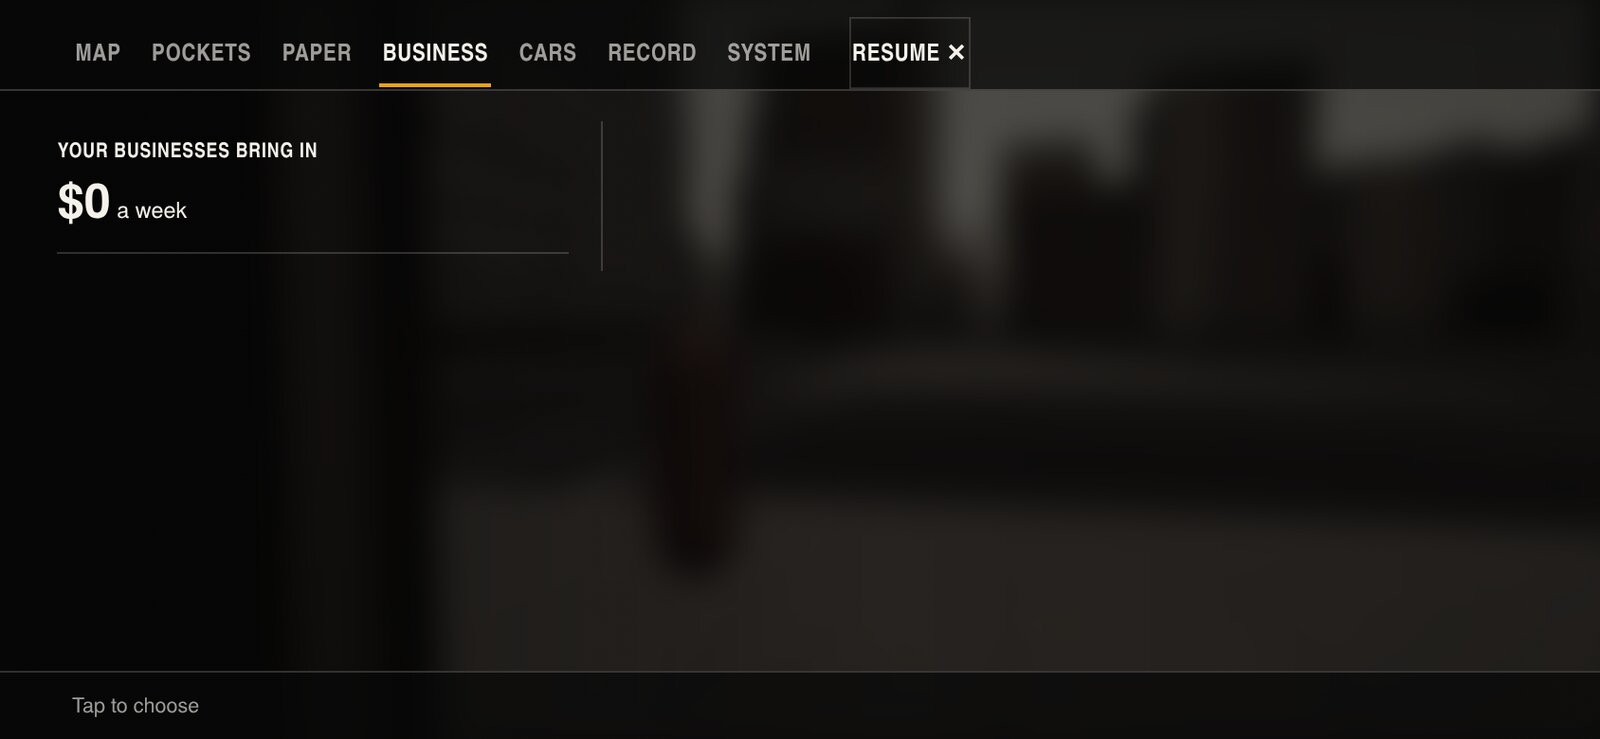 MAP POCKETS PAPER BUSINESS CARS RECORD SYSTEM RESUME ✕
YOUR BUSINESSES BRING IN
$0 a week
Tap to choose